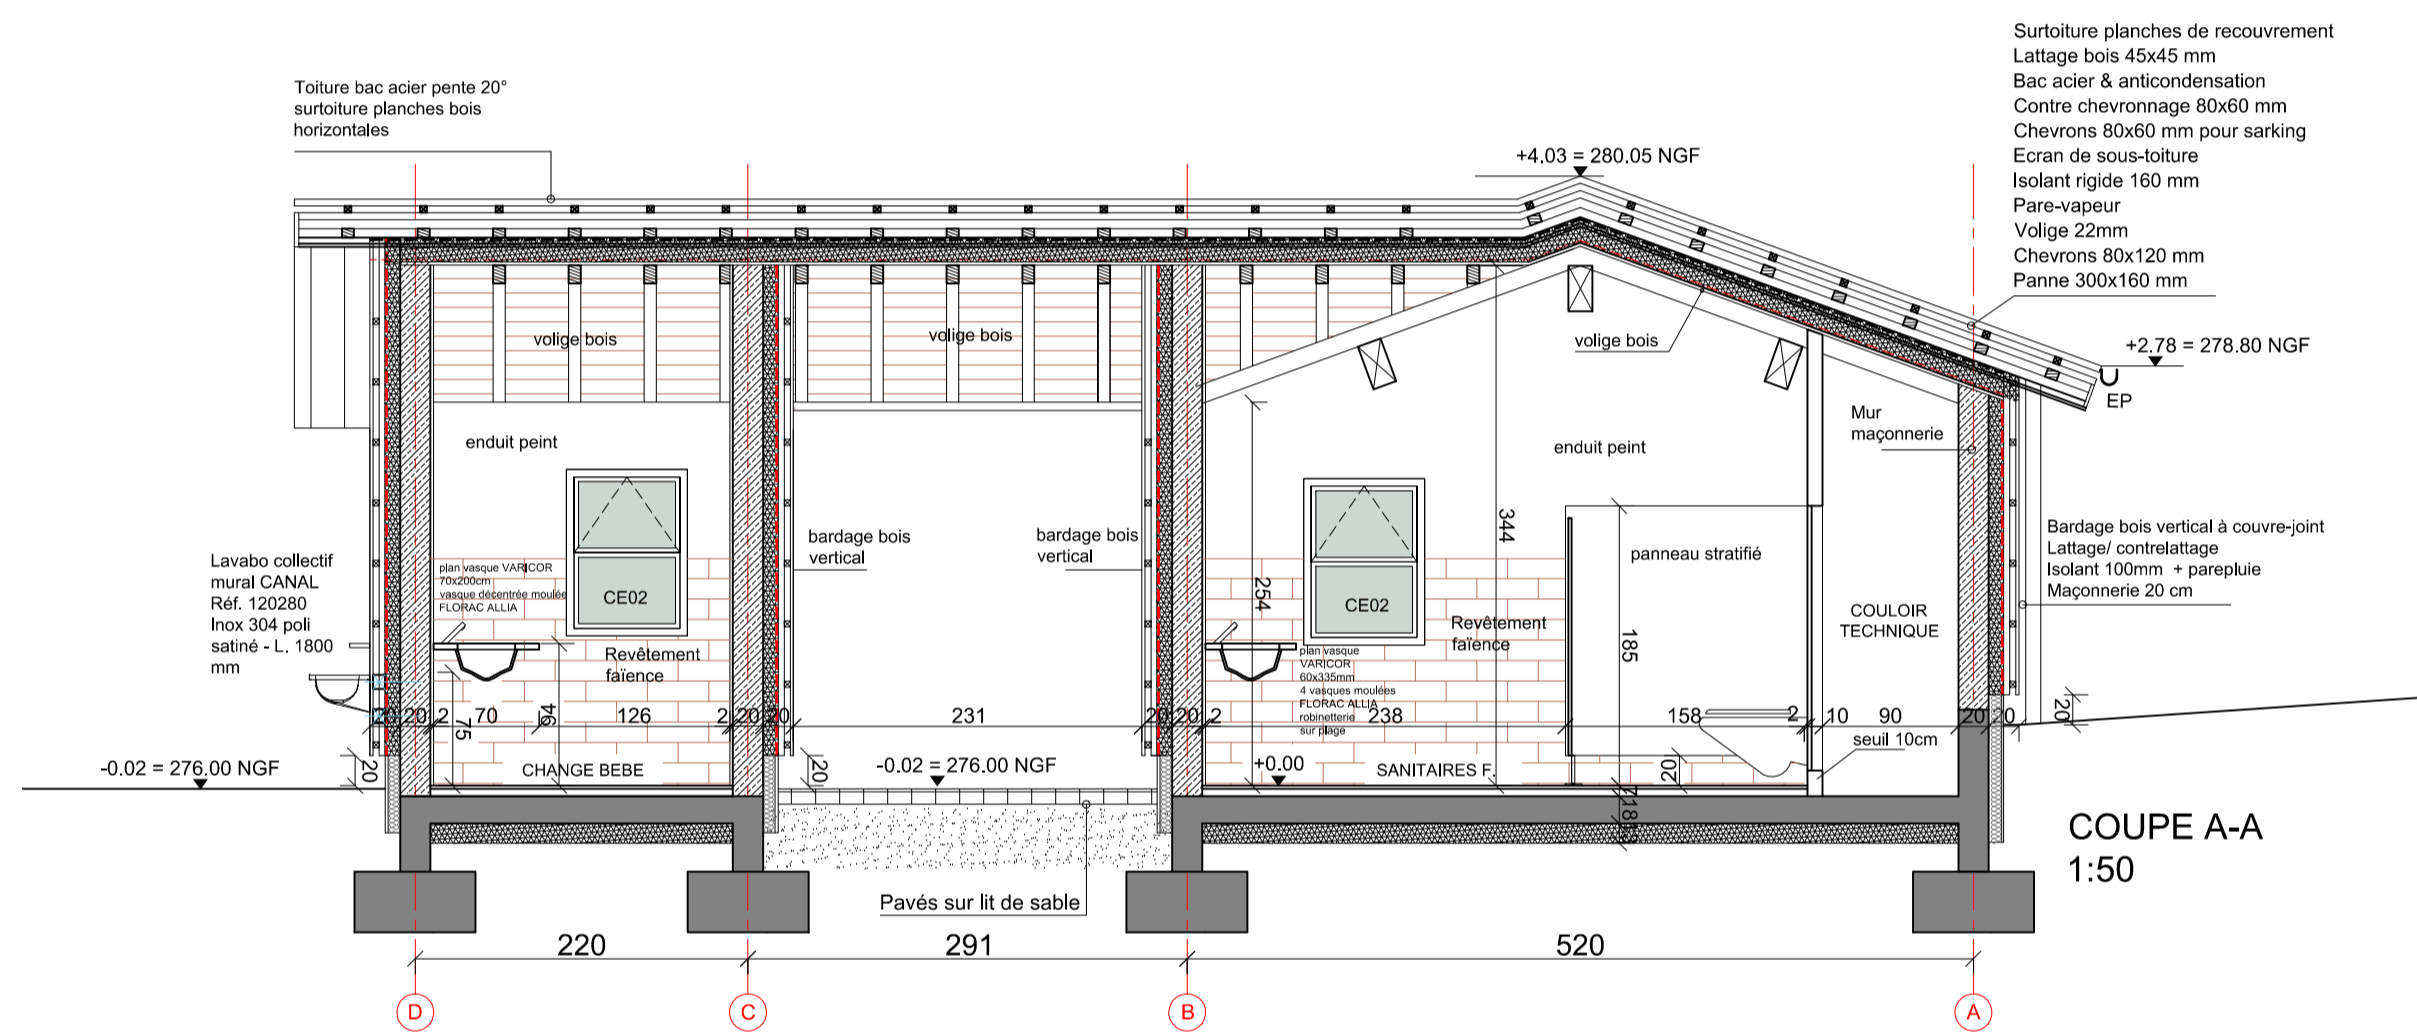 Toiture bac acier pente 20°
surtoiture planches bois
horizontales
Surtoiture planches de recouvrement
Lattage bois 45x45 mm
Bac acier & anticondensation
Contre chevronnage 80x60 mm
Chevrons 80x60 mm pour sarking
Ecran de sous-toiture
Isolant rigide 160 mm
Pare-vapeur
Volige 22mm
Chevrons 80x120 mm
Panne 300x160 mm
+4.03 = 280.05 NGF
+2.78 = 278.80 NGF
EP
volige bois
volige bois
volige bois
enduit peint
enduit peint
Mur
maçonnerie
bardage bois
vertical
bardage bois
vertical
344
254
185
panneau stratifié
COULOIR
TECHNIQUE
Bardage bois vertical à couvre-joint
Lattage/ contrelattage
Isolant 100mm + parepluie
Maçonnerie 20 cm
Lavabo collectif
mural CANAL
Réf. 120280
Inox 304 poli
satiné - L. 1800
mm
plan vasque VARICOR
70x200cm
vasque décentrée moulée
FLORAC ALLIA
CE02
CE02
Revêtement
faïence
Revêtement
faïence
plan vasque
VARICOR
60x335mm
4 vasques moulées
FLORAC ALLIA
robinetterie
sur plage
20 2 70 126 2 20 231 20 20 2 238 158 2 10 90 20
75
94
20
20
20
20
seuil 10cm
-0.02 = 276.00 NGF
CHANGE BEBE
-0.02 = 276.00 NGF
+0.00
SANITAIRES F.
7
18
Pavés sur lit de sable
COUPE A-A
1:50
220 291 520
D C B A